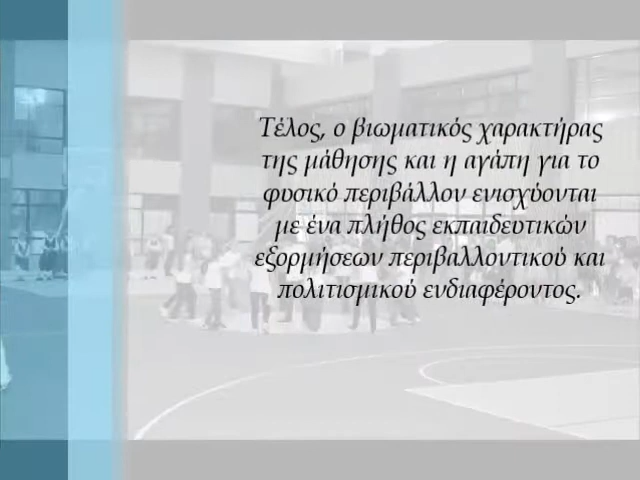 Τέλος, ο βιωματικός χαρακτήρας
της μάθησης και η αγάπη για το
φυσικό περιβάλλον ενισχύονται
με ένα πλήθος εκπαιδευτικών
εξορμήσεων περιβαλλοντικού και
πολιτισμικού ενδιαφέροντος.